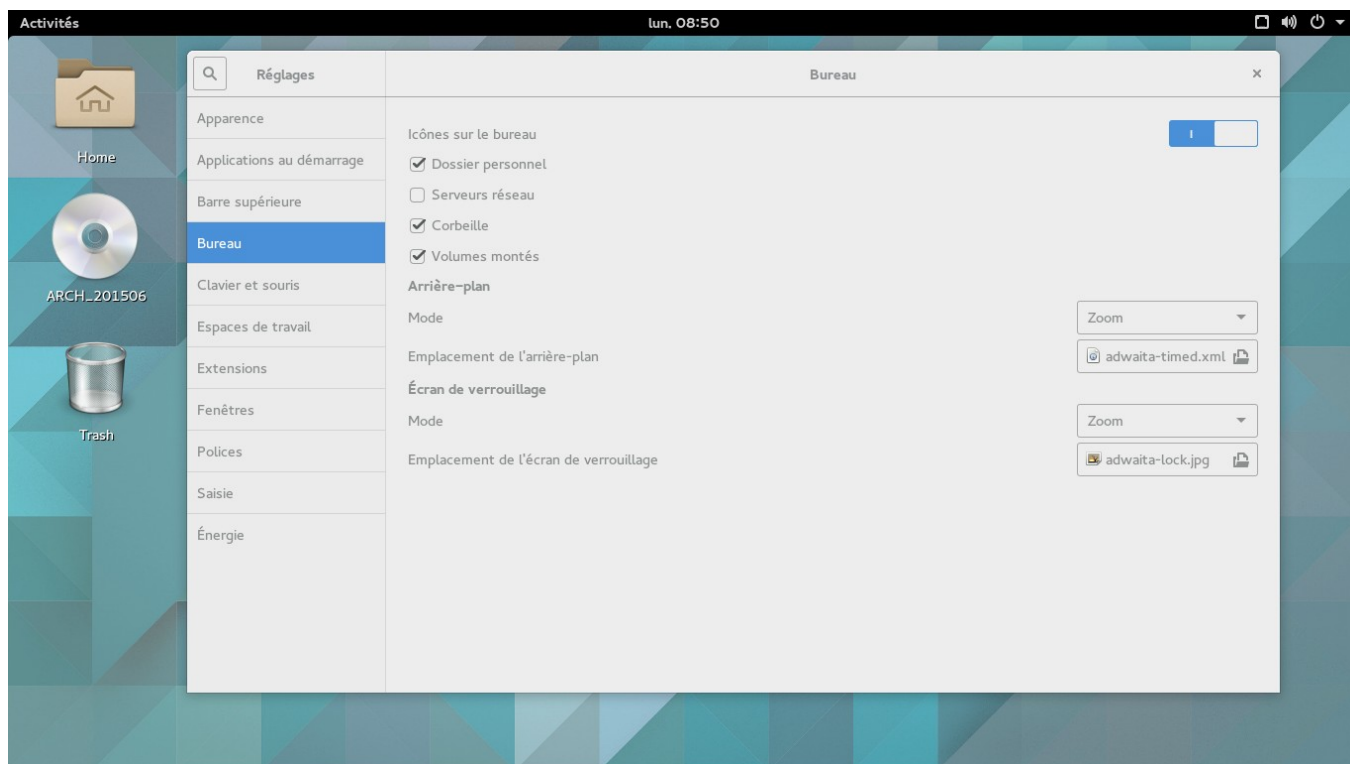 Activités
lun. 08:50
Réglages
Bureau
Home
ARCH_201506
Trash
Apparence
Applications au démarrage
Barre supérieure
Bureau
Clavier et souris
Espaces de travail
Extensions
Fenêtres
Polices
Saisie
Énergie
Icônes sur le bureau
Dossier personnel
Serveurs réseau
Corbeille
Volumes montés
Arrière-plan
Mode Zoom
Emplacement de l'arrière-plan adwaita-timed.xml
Écran de verrouillage
Mode Zoom
Emplacement de l'écran de verrouillage adwaita-lock.jpg